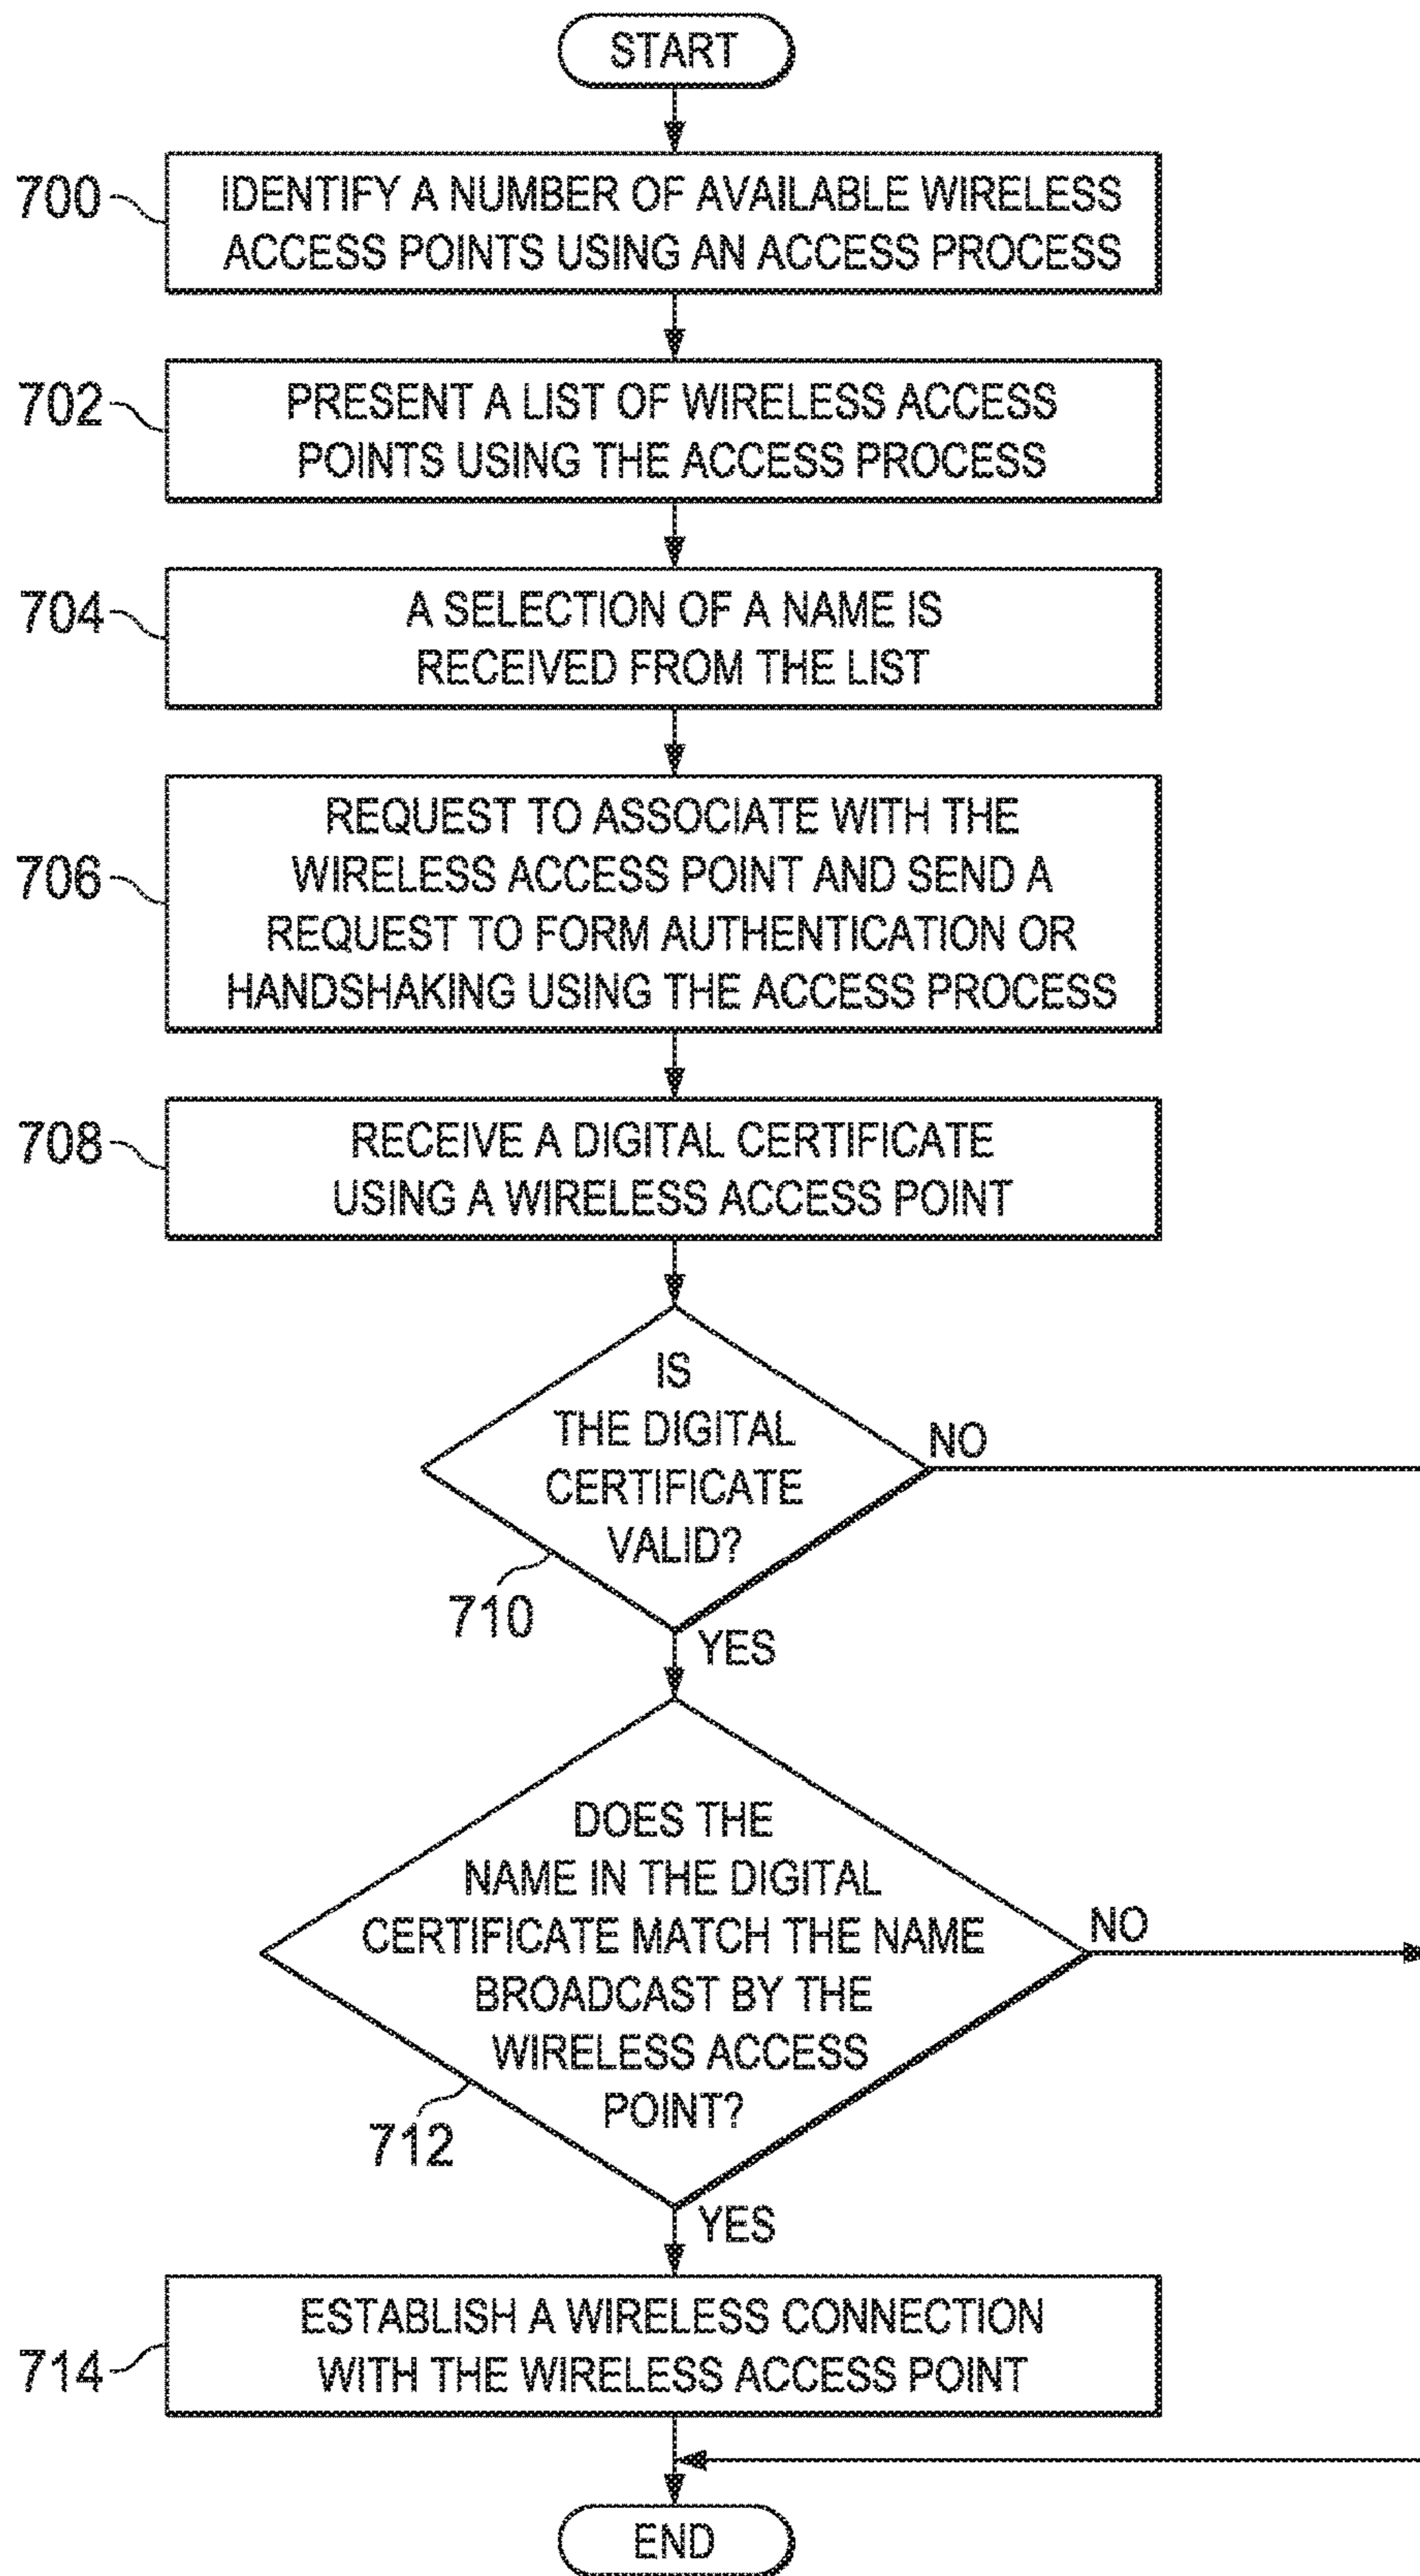 START
700
IDENTIFY A NUMBER OF AVAILABLE WIRELESS
ACCESS POINTS USING AN ACCESS PROCESS
702
PRESENT A LIST OF WIRELESS ACCESS
POINTS USING THE ACCESS PROCESS
704
A SELECTION OF A NAME IS
RECEIVED FROM THE LIST
706
REQUEST TO ASSOCIATE WITH THE
WIRELESS ACCESS POINT AND SEND A
REQUEST TO FORM AUTHENTICATION OR
HANDSHAKING USING THE ACCESS PROCESS
708
RECEIVE A DIGITAL CERTIFICATE
USING A WIRELESS ACCESS POINT
IS
THE DIGITAL
CERTIFICATE
VALID?
NO
710
YES
DOES THE
NAME IN THE DIGITAL
CERTIFICATE MATCH THE NAME
BROADCAST BY THE
WIRELESS ACCESS
POINT?
NO
712
YES
714
ESTABLISH A WIRELESS CONNECTION
WITH THE WIRELESS ACCESS POINT
END